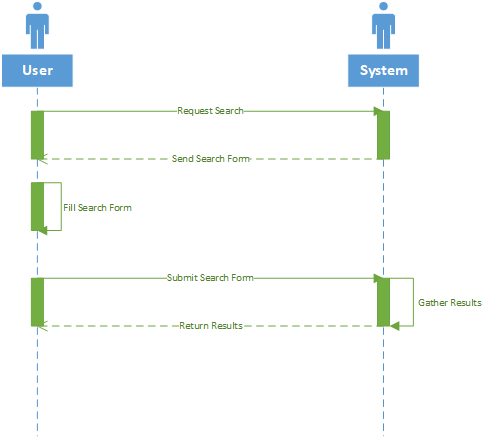 User
System
Request Search
Send Search Form
Fill Search Form
Submit Search Form
Gather Results
Return Results